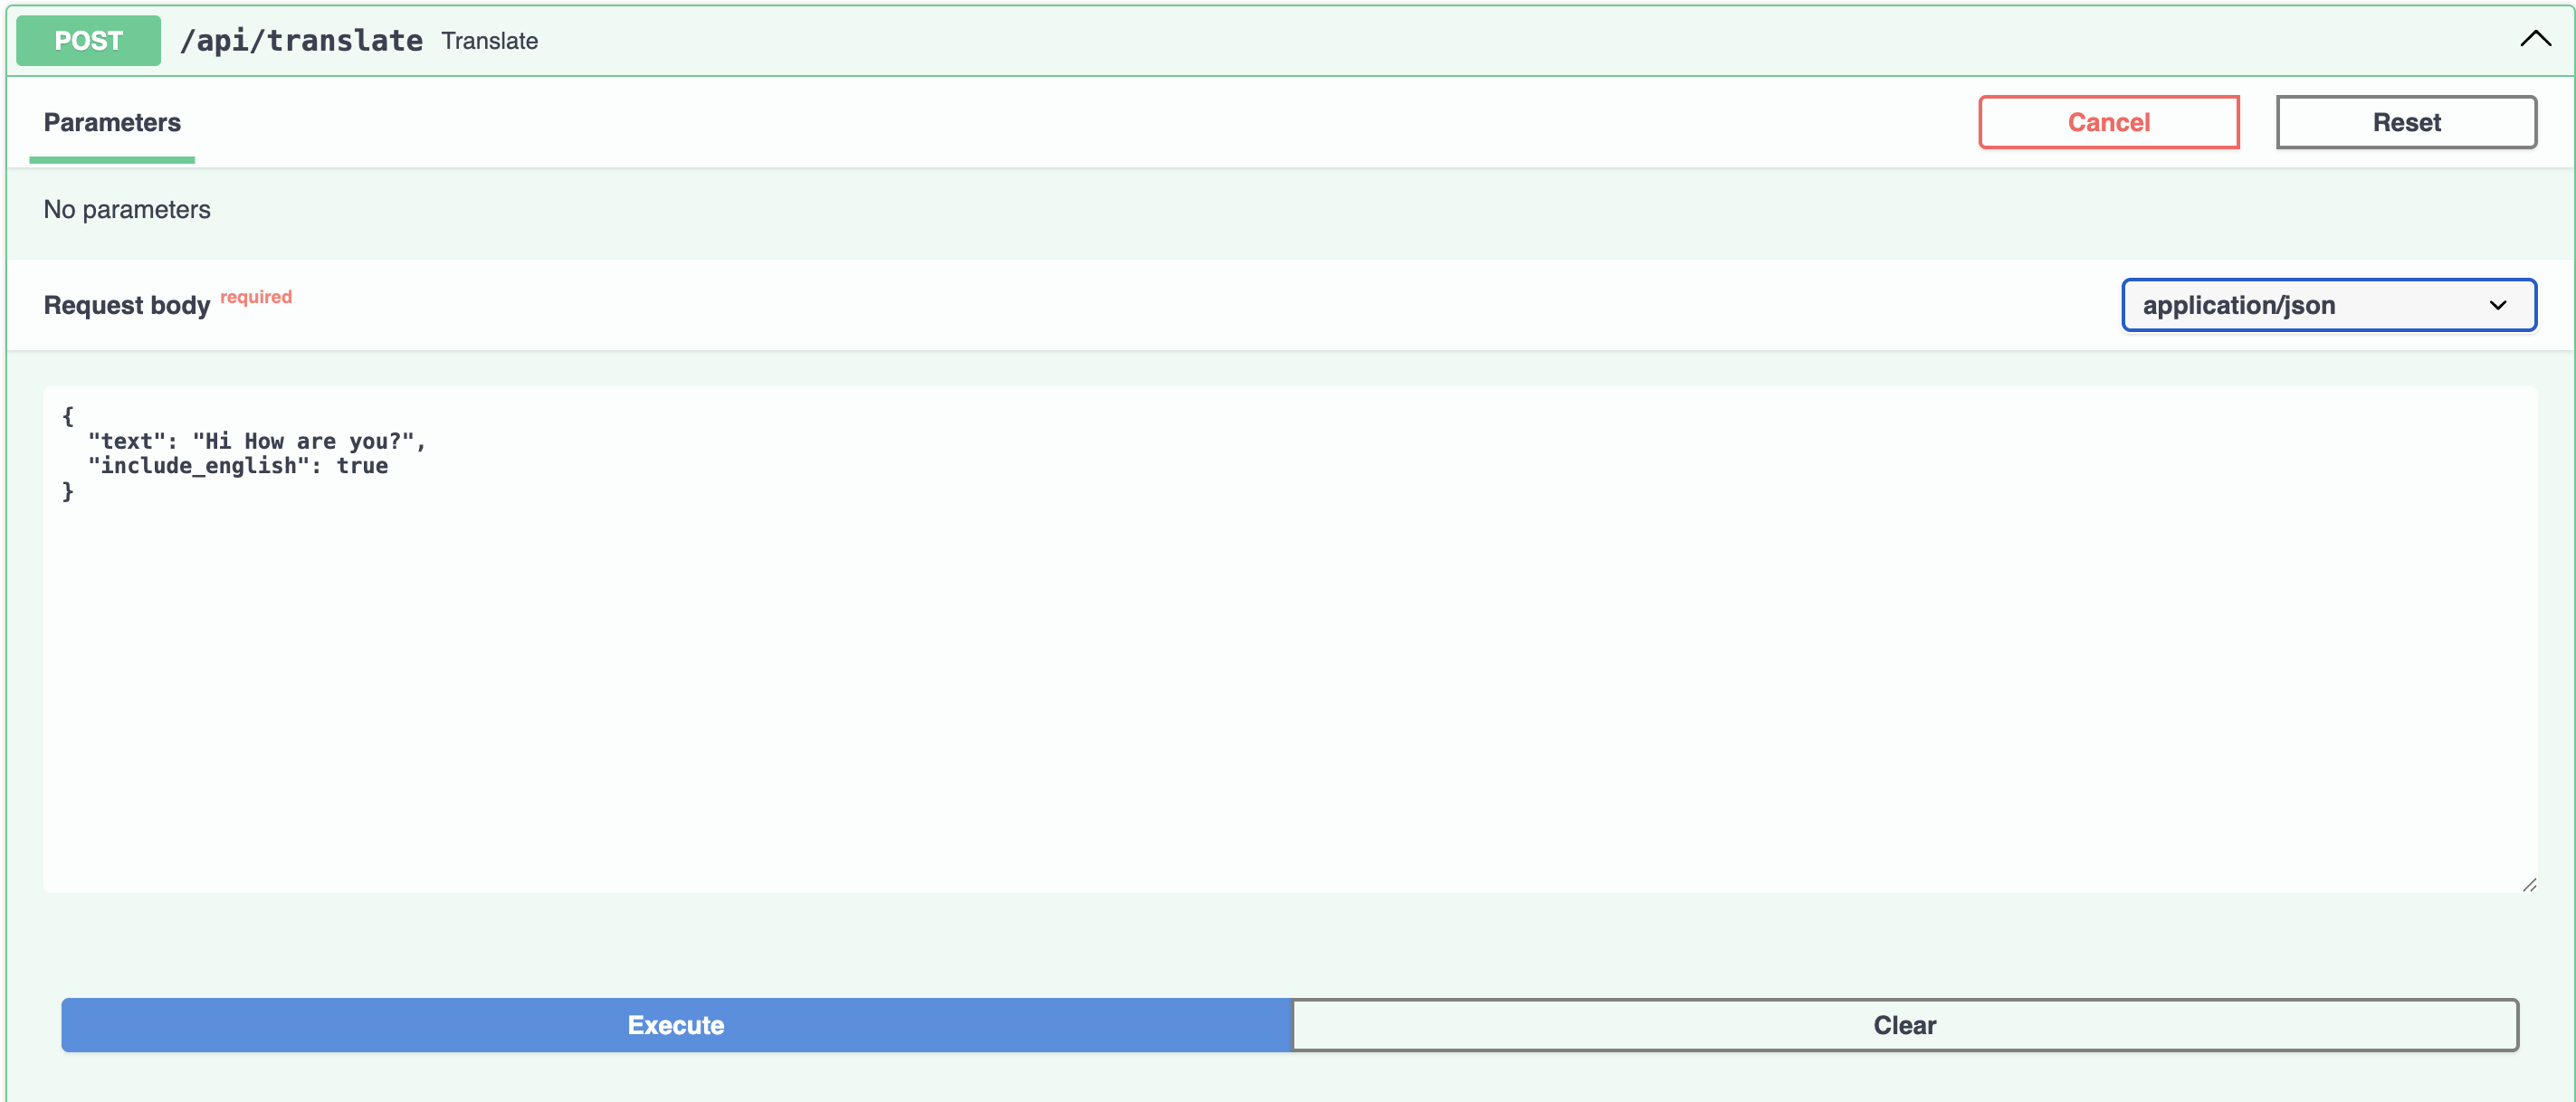 POST /api/translate Translate
Parameters
Cancel
Reset
No parameters
Request body required
application/json
{
  "text": "Hi How are you?",
  "include_english": true
}
Execute
Clear